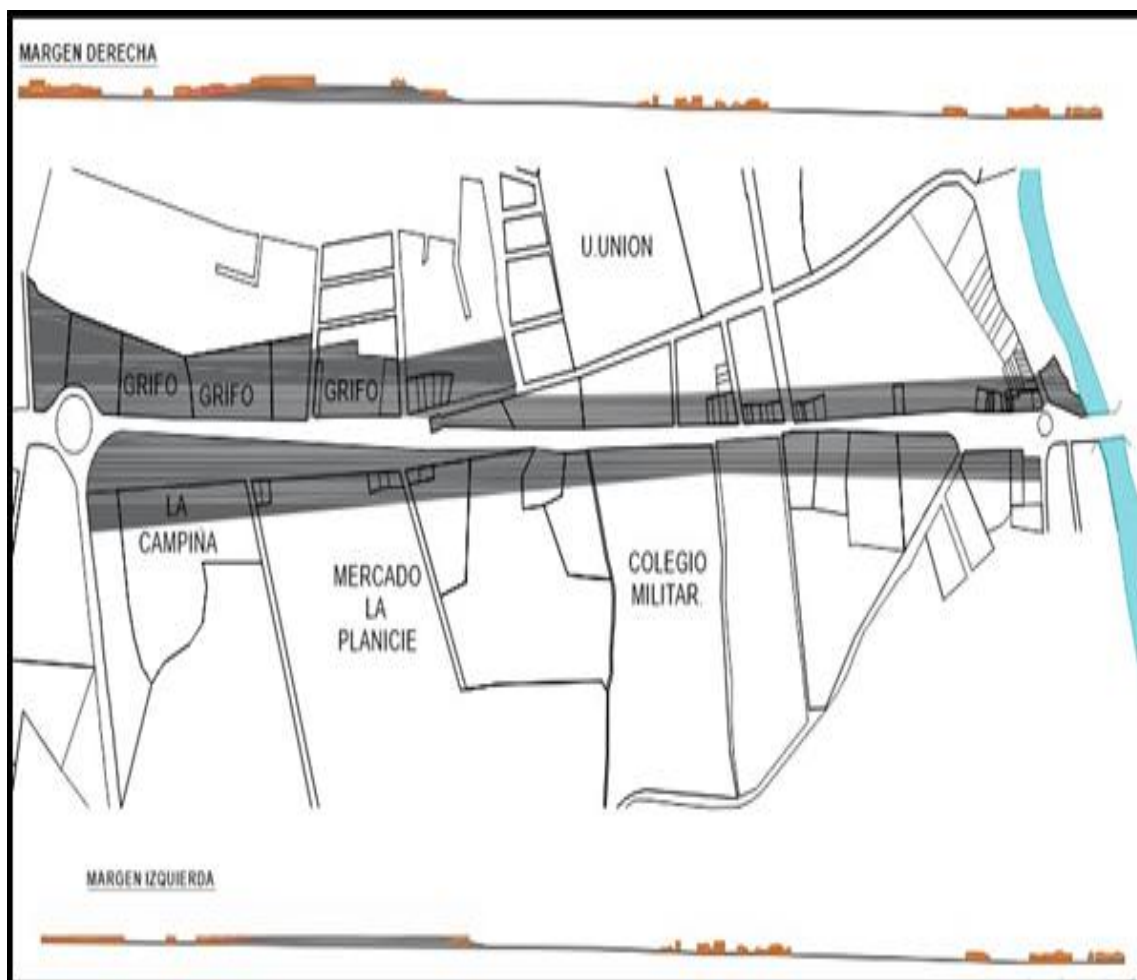 MARGEN DERECHA
U.UNION
GRIFO
GRIFO
GRIFO
LA
CAMPIÑA
MERCADO
LA
PLANICIE
COLEGIO
MILITAR.
MARGEN IZQUIERDA